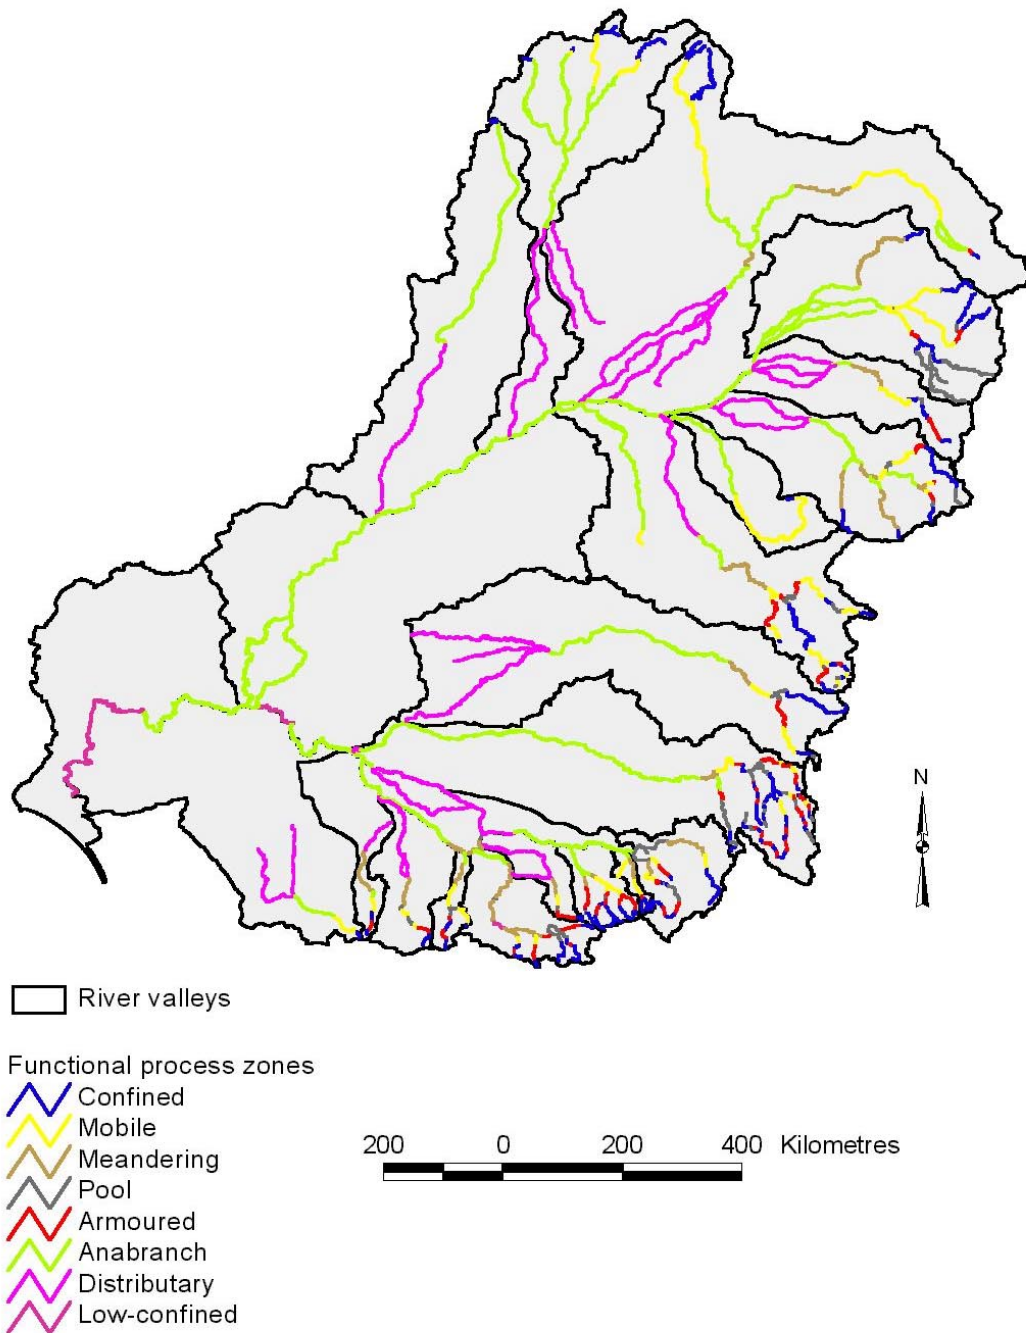 N
River valleys
Functional process zones
Confined
Mobile
Meandering
Pool
Armoured
Anabranch
Distributary
Low-confined
200 0 200 400 Kilometres